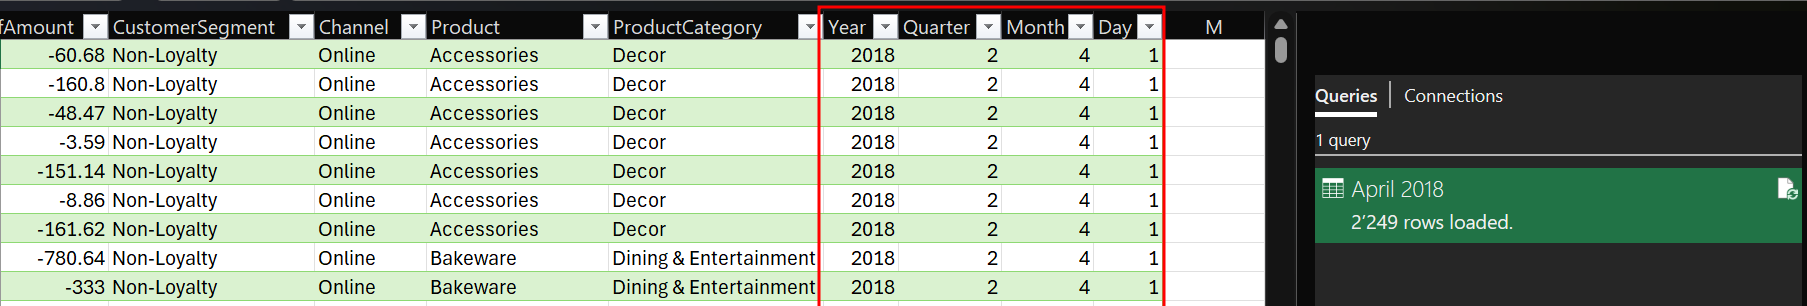 fAmount CustomerSegment Channel Product ProductCategory Year Quarter Month Day M
-60.68 Non-Loyalty Online Accessories Decor 2018 2 4 1
-160.8 Non-Loyalty Online Accessories Decor 2018 2 4 1
-48.47 Non-Loyalty Online Accessories Decor 2018 2 4 1
-3.59 Non-Loyalty Online Accessories Decor 2018 2 4 1
-151.14 Non-Loyalty Online Accessories Decor 2018 2 4 1
-8.86 Non-Loyalty Online Accessories Decor 2018 2 4 1
-161.62 Non-Loyalty Online Accessories Decor 2018 2 4 1
-780.64 Non-Loyalty Online Bakeware Dining & Entertainment 2018 2 4 1
-333 Non-Loyalty Online Bakeware Dining & Entertainment 2018 2 4 1
Queries | Connections
1 query
April 2018
2'249 rows loaded.